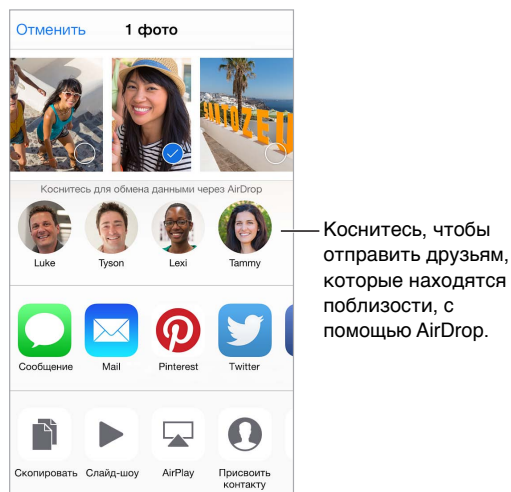 Отменить 1 фото
SANTOZEU
Коснитесь для обмена данными через AirDrop
Luke Tyson Lexi Tammy
Коснитесь, чтобы
отправить друзьям,
которые находятся
поблизости, с
помощью AirDrop.
Сообщение Mail Pinterest Twitter
Скопировать Слайд-шоу AirPlay Присвоить
контакту